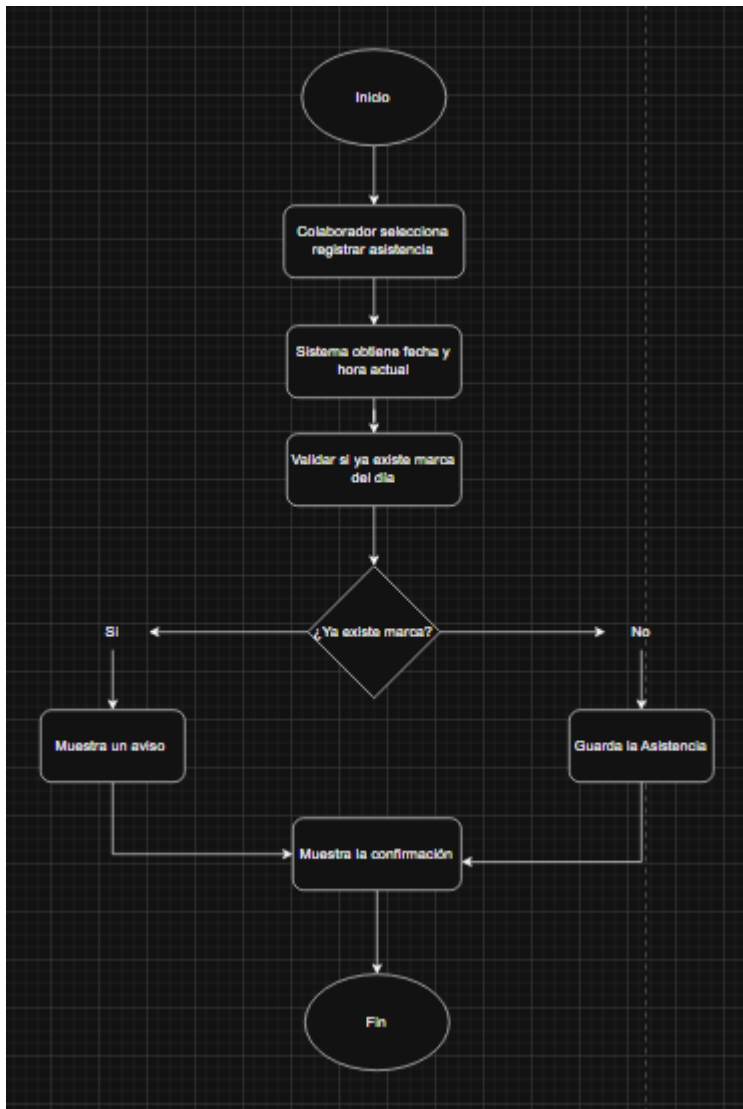 Inicio
Colaborador selecciona
registrar asistencia
Sistema obtiene fecha y
hora actual
Validar si ya existe marca
del dia
¿Ya existe marca?
Si
No
Muestra un aviso
Guarda la Asistencia
Muestra la confirmación
Fin